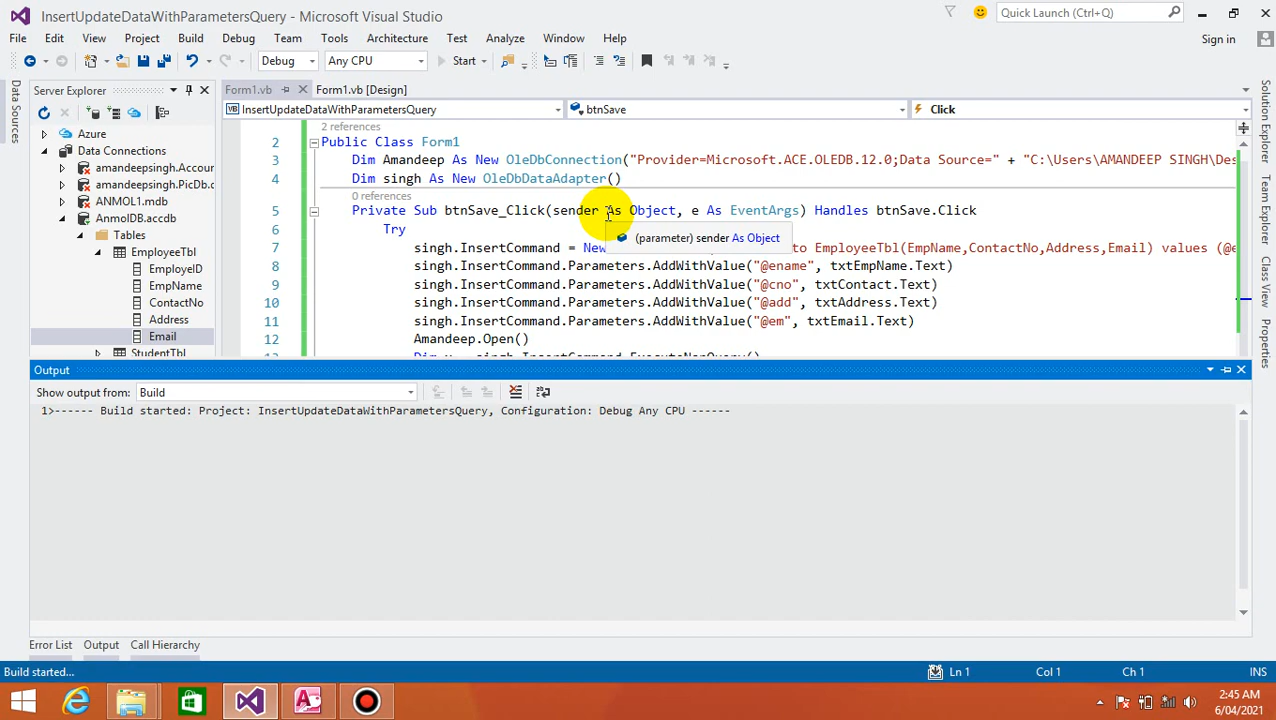 InsertUpdateDataWithParametersQuery - Microsoft Visual Studio
Quick Launch (Ctrl+Q)
File Edit View Project Build Debug Team Tools Architecture Test Analyze Window Help
Sign in
Debug Any CPU Start
Server Explorer
Form1.vb Form1.vb [Design]
Data Sources
InsertUpdateDataWithParametersQuery btnSave Click
Azure
Data Connections
amandeepsingh.Accour
amandeepsingh.PicDb.c
ANMOL1.mdb
AnmolDB.accdb
Tables
EmployeeTbl
EmployeID
EmpName
ContactNo
Address
Email
StudentTbl
2 references
2 Public Class Form1
3 Dim Amandeep As New OleDbConnection("Provider=Microsoft.ACE.OLEDB.12.0;Data Source=" + "C:\Users\AMANDEEP SINGH\Des
4 Dim singh As New OleDbDataAdapter()
0 references
5 Private Sub btnSave_Click(sender As Object, e As EventArgs) Handles btnSave.Click
6 Try
(parameter) sender As Object
7 singh.InsertCommand = New to EmployeeTbl(EmpName,ContactNo,Address,Email) values (@e
8 singh.InsertCommand.Parameters.AddWithValue("@ename", txtEmpName.Text)
9 singh.InsertCommand.Parameters.AddWithValue("@cno", txtContact.Text)
10 singh.InsertCommand.Parameters.AddWithValue("@add", txtAddress.Text)
11 singh.InsertCommand.Parameters.AddWithValue("@em", txtEmail.Text)
12 Amandeep.Open()
Solution Explorer
Class View
Properties
Output
Show output from: Build
1>------ Build started: Project: InsertUpdateDataWithParametersQuery, Configuration: Debug Any CPU ------
Error List Output Call Hierarchy
Build started... Ln 1 Col 1 Ch 1 INS
2:45 AM
6/04/2021